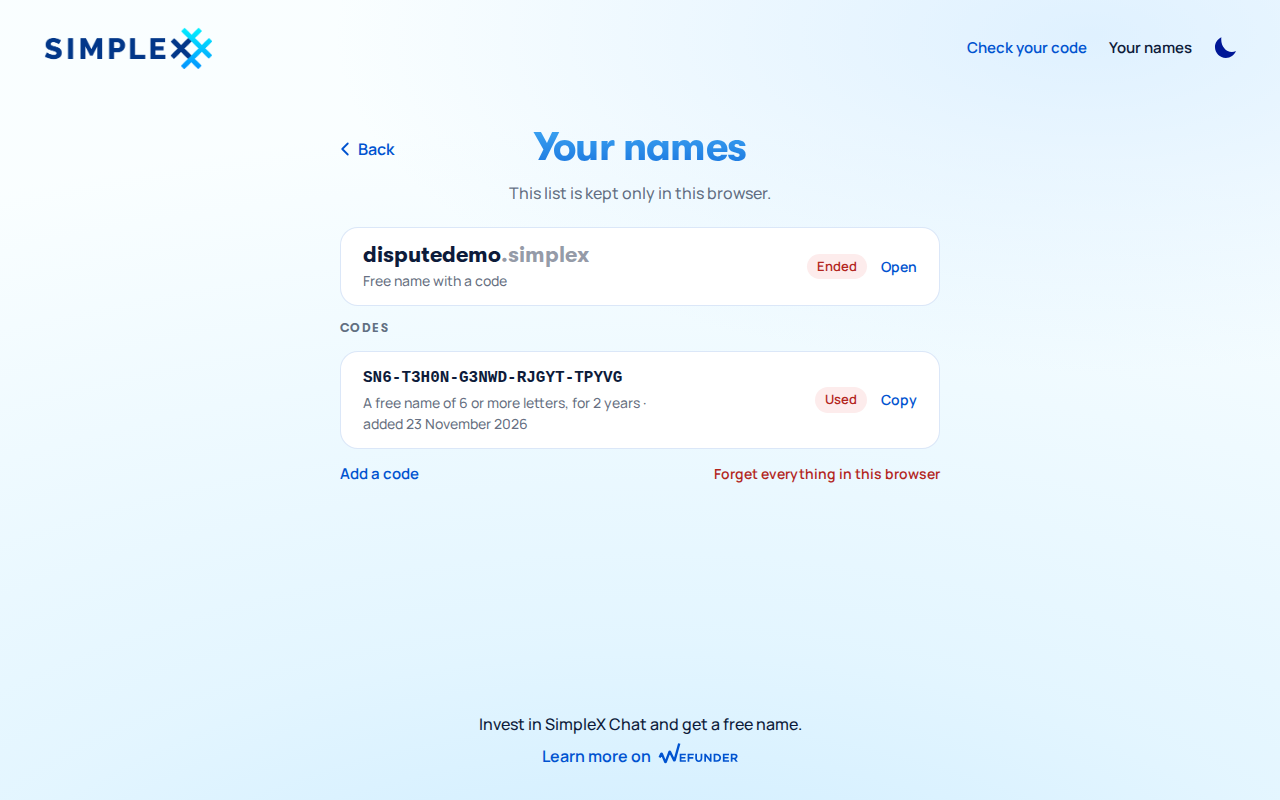 SIMPLEX
Check your code
Your names
Back
Your names
This list is kept only in this browser.
disputedemo.simplex
Free name with a code
Ended
Open
CODES
SN6-T3H0N-G3NWD-RJGYT-TPYVG
A free name of 6 or more letters, for 2 years ·
added 23 November 2026
Used
Copy
Add a code
Forget everything in this browser
Invest in SimpleX Chat and get a free name.
Learn more on WEFUNDER